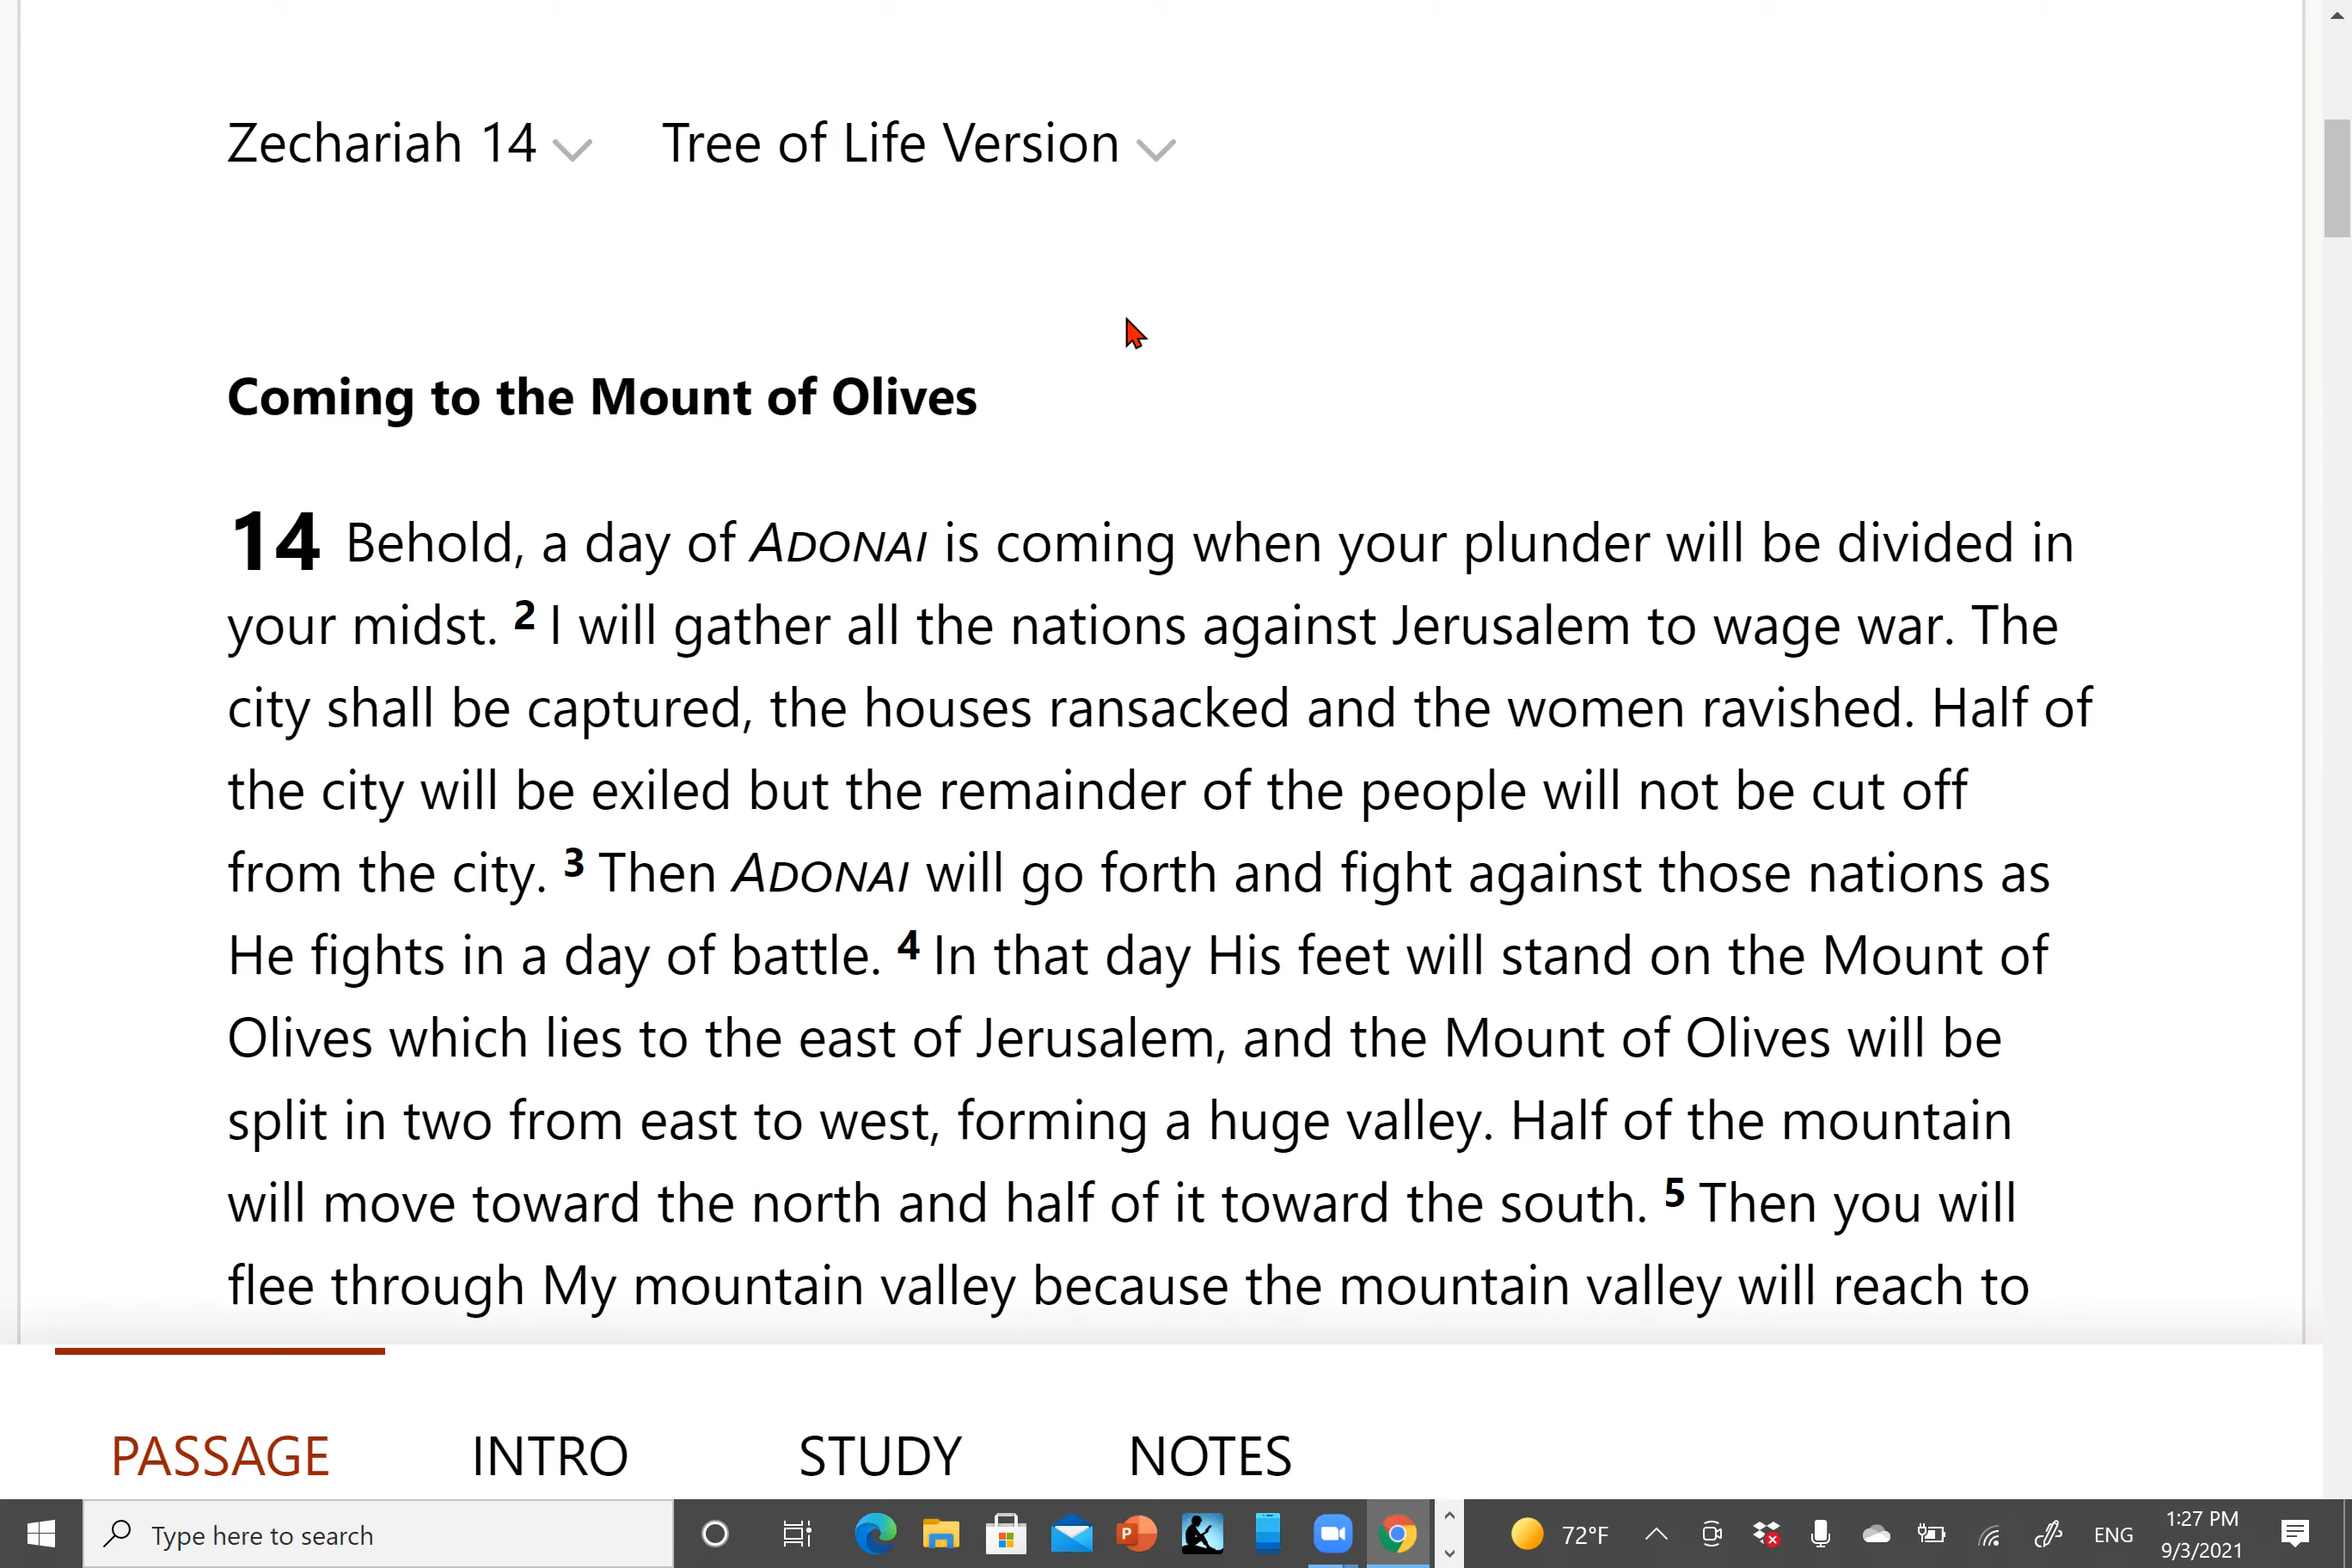 Zechariah 14 Tree of Life Version
Coming to the Mount of Olives
14 Behold, a day of ADONAI is coming when your plunder will be divided in
your midst. 2 I will gather all the nations against Jerusalem to wage war. The
city shall be captured, the houses ransacked and the women ravished. Half of
the city will be exiled but the remainder of the people will not be cut off
from the city. 3 Then ADONAI will go forth and fight against those nations as
He fights in a day of battle. 4 In that day His feet will stand on the Mount of
Olives which lies to the east of Jerusalem, and the Mount of Olives will be
split in two from east to west, forming a huge valley. Half of the mountain
will move toward the north and half of it toward the south. 5 Then you will
flee through My mountain valley because the mountain valley will reach to
PASSAGE INTRO STUDY NOTES
Type here to search P 72°F ENG 1:27 PM
9/3/2021